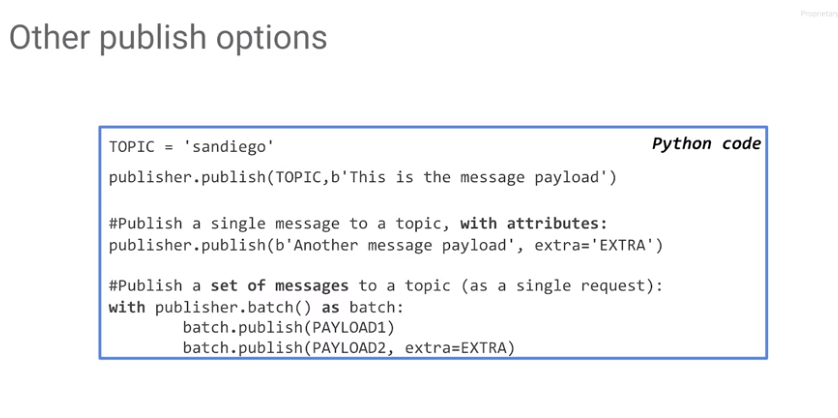 Proprietary
Other publish options
Python code
TOPIC = 'sandiego'
publisher.publish(TOPIC,b'This is the message payload')
#Publish a single message to a topic, with attributes:
publisher.publish(b'Another message payload', extra='EXTRA')
#Publish a set of messages to a topic (as a single request):
with publisher.batch() as batch:
batch.publish(PAYLOAD1)
batch.publish(PAYLOAD2, extra=EXTRA)